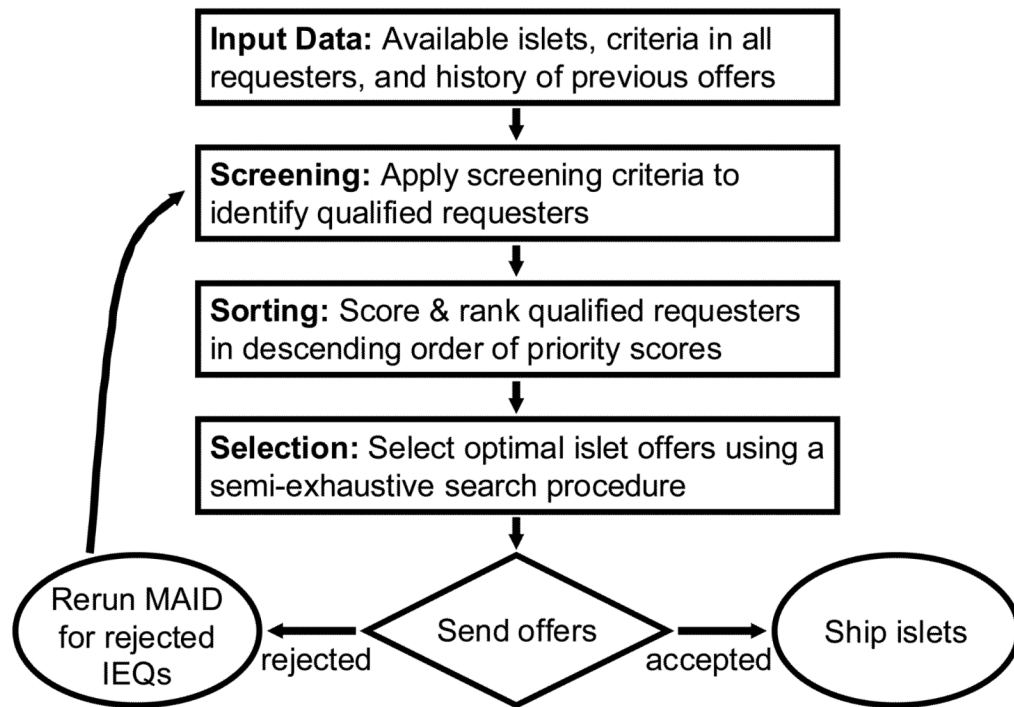 Input Data: Available islets, criteria in all
requesters, and history of previous offers
Screening: Apply screening criteria to
identify qualified requesters
Sorting: Score & rank qualified requesters
in descending order of priority scores
Selection: Select optimal islet offers using a
semi-exhaustive search procedure
Rerun MAID
for rejected
IEQs
rejected
Send offers
accepted
Ship islets